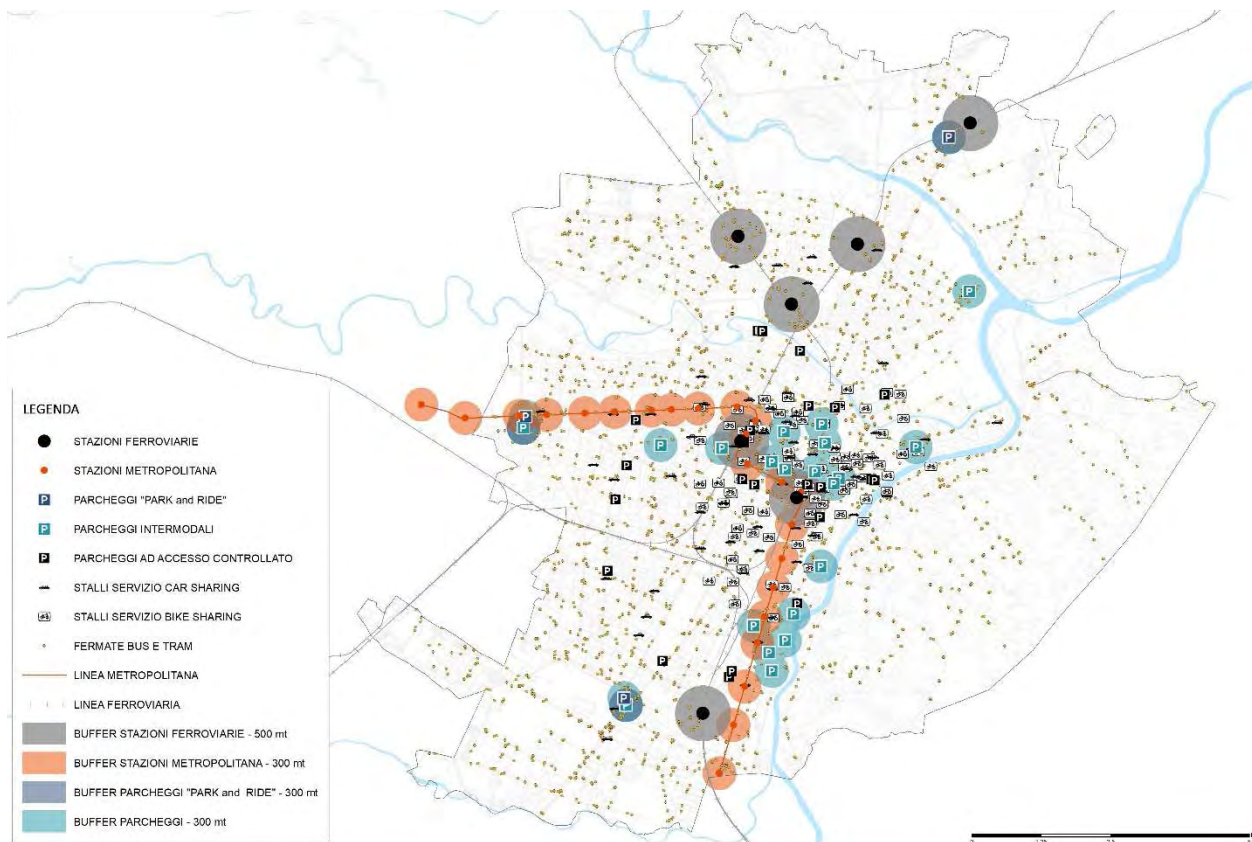 LEGENDA
STAZIONI FERROVIARIE
STAZIONI METROPOLITANA
PARCHEGGI "PARK and RIDE"
PARCHEGGI INTERMODALI
PARCHEGGI AD ACCESSO CONTROLLATO
STALLI SERVIZIO CAR SHARING
STALLI SERVIZIO BIKE SHARING
FERMATE BUS E TRAM
LINEA METROPOLITANA
LINEA FERROVIARIA
BUFFER STAZIONI FERROVIARIE - 500 mt
BUFFER STAZIONI METROPOLITANA - 300 mt
BUFFER PARCHEGGI "PARK and RIDE" - 300 mt
BUFFER PARCHEGGI - 300 mt